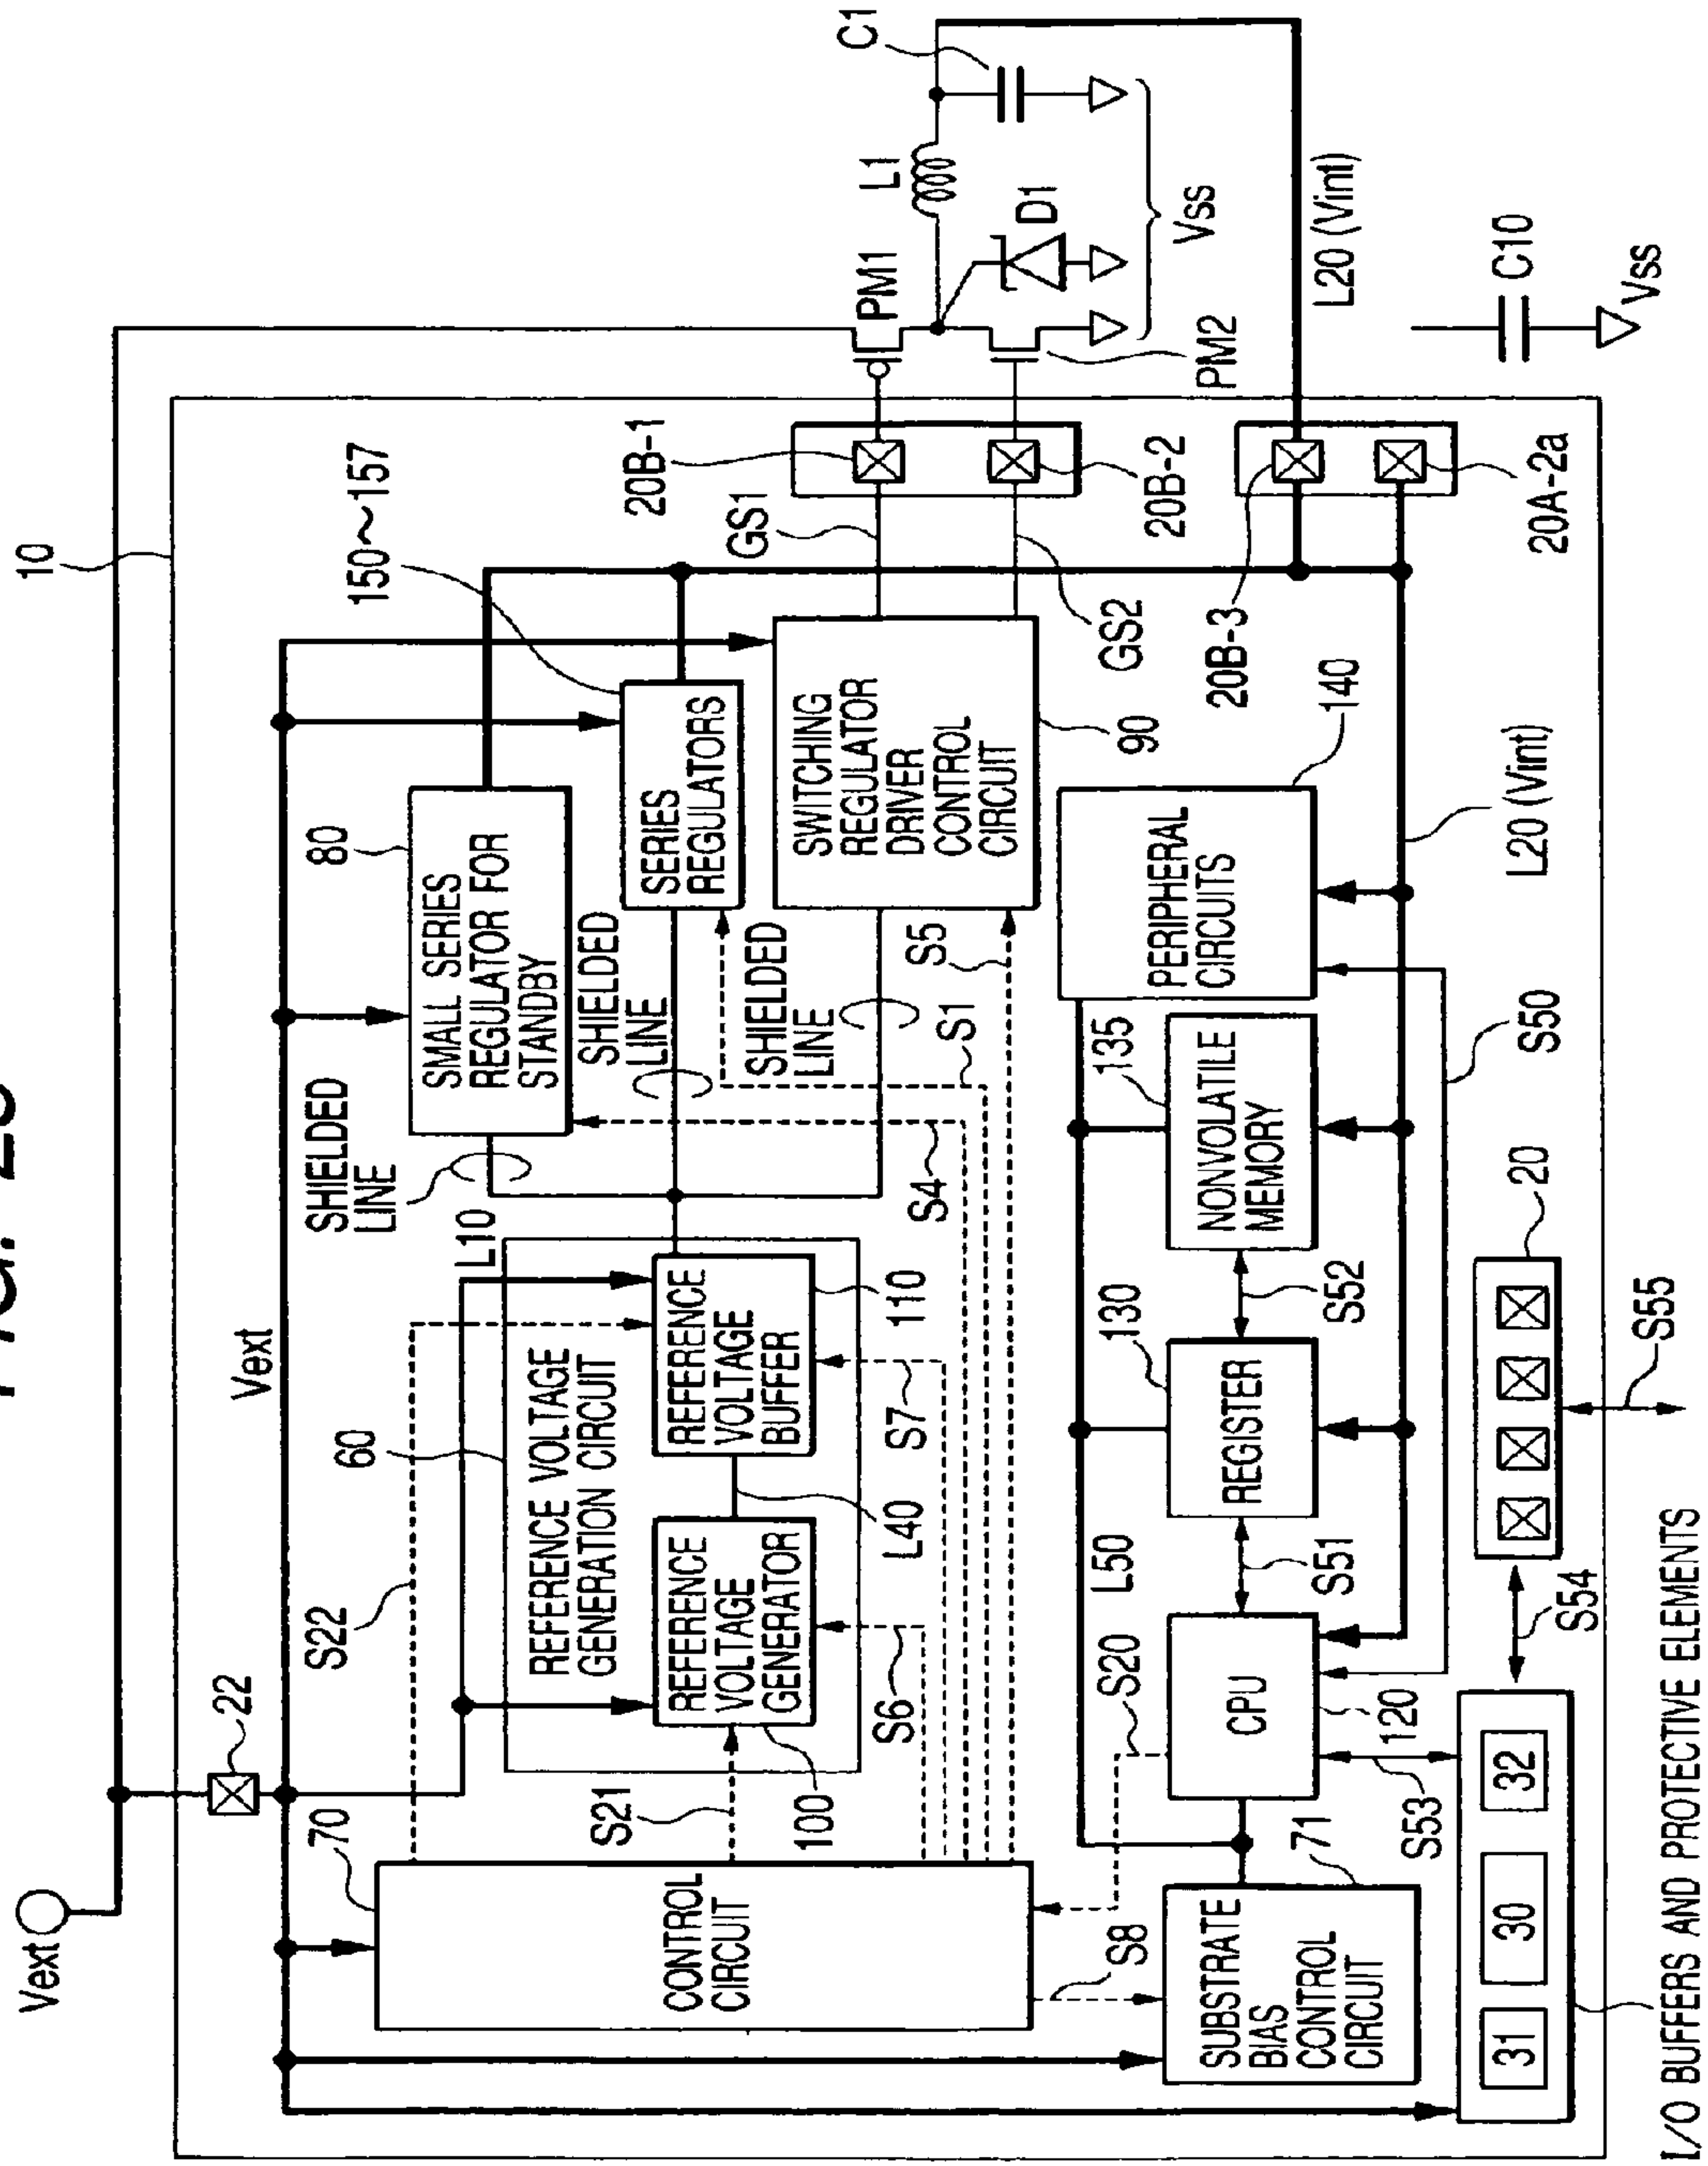 Vext
10
22
Vext
70
CONTROL
CIRCUIT
S22
60
REFERENCE VOLTAGE
GENERATION CIRCUIT
L10
REFERENCE
VOLTAGE
GENERATOR
100
S21
REFERENCE
VOLTAGE
BUFFER
110
L40
S6
S7
SHIELDED
LINE
80
SMALL SERIES
REGULATOR FOR
STANDBY
SHIELDED
LINE
150~157
SERIES
REGULATORS
SHIELDED
LINE
SWITCHING
REGULATOR
DRIVER
CONTROL
CIRCUIT
90
S4
S1
S5
GS1
GS2
20B-1
20B-2
PM1
PM2
L1
C1
D1
Vss
L20 (Vint)
20B-3
20A-2a
C10
Vss
S8
S20
SUBSTRATE
BIAS
CONTROL
CIRCUIT
71
L50
CPU
120
S51
REGISTER
130
S52
NONVOLATILE
MEMORY
135
PERIPHERAL
CIRCUITS
140
L20 (Vint)
S50
S53
31
30
32
S54
20
S55
I/O BUFFERS AND PROTECTIVE ELEMENTS